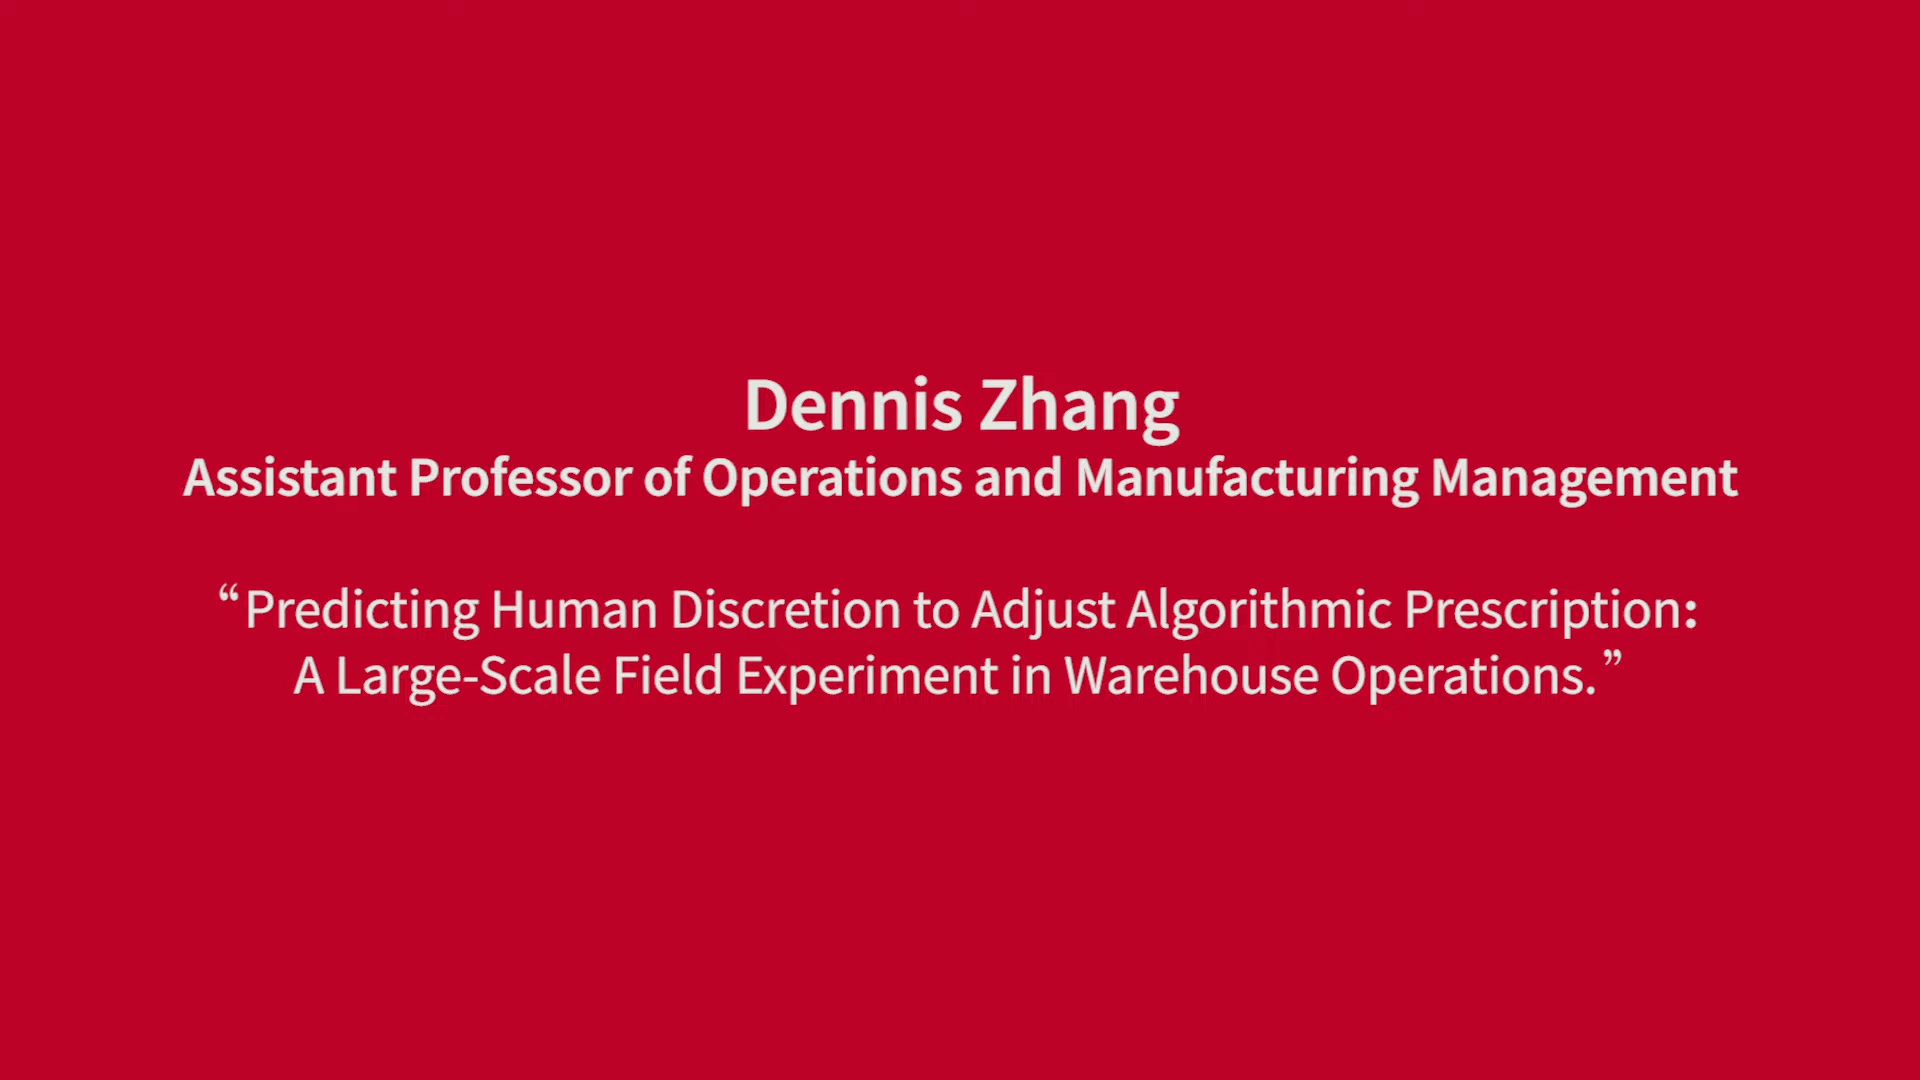 Dennis Zhang
Assistant Professor of Operations and Manufacturing Management
“Predicting Human Discretion to Adjust Algorithmic Prescription:
A Large-Scale Field Experiment in Warehouse Operations.”